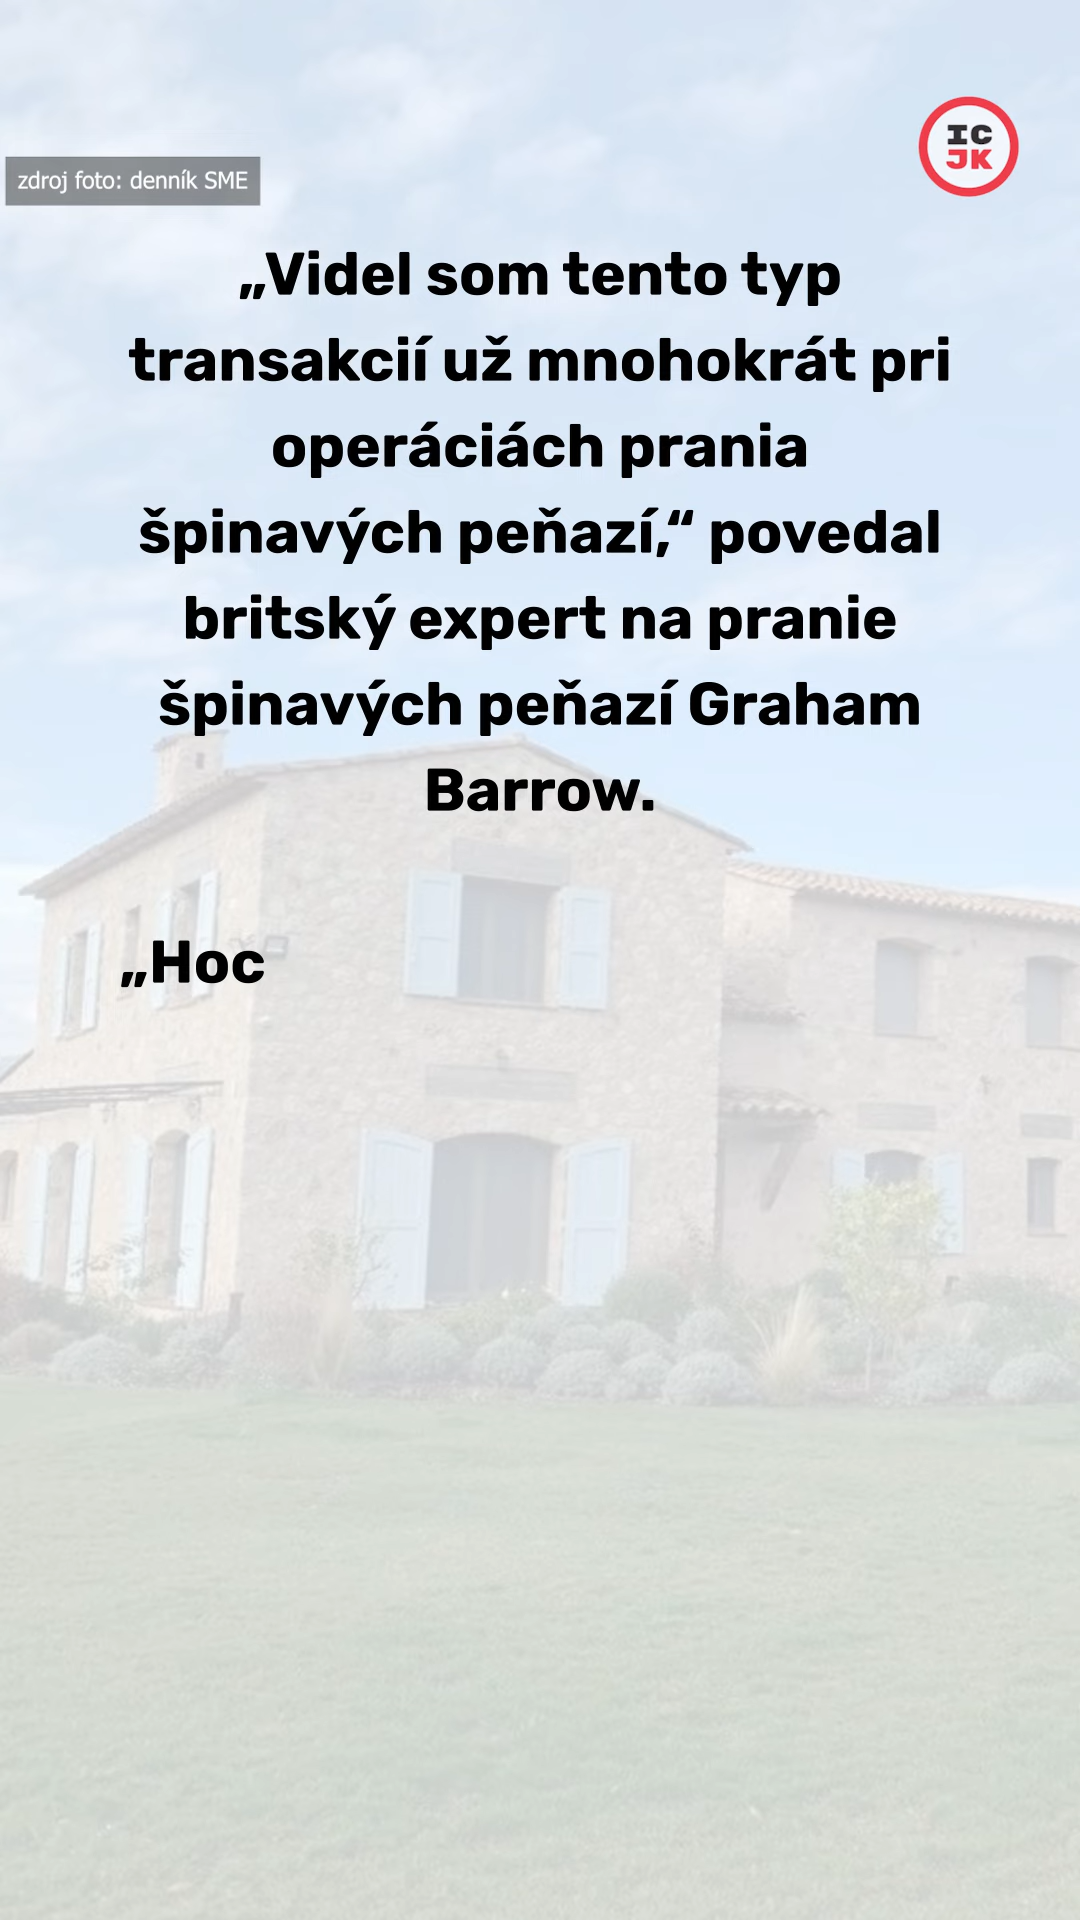 IC
JK
zdroj foto: denník SME
„Videl som tento typ
transakcií už mnohokrát pri
operáciách prania
špinavých peňazí,“ povedal
britský expert na pranie
špinavých peňazí Graham
Barrow.
„Hoc